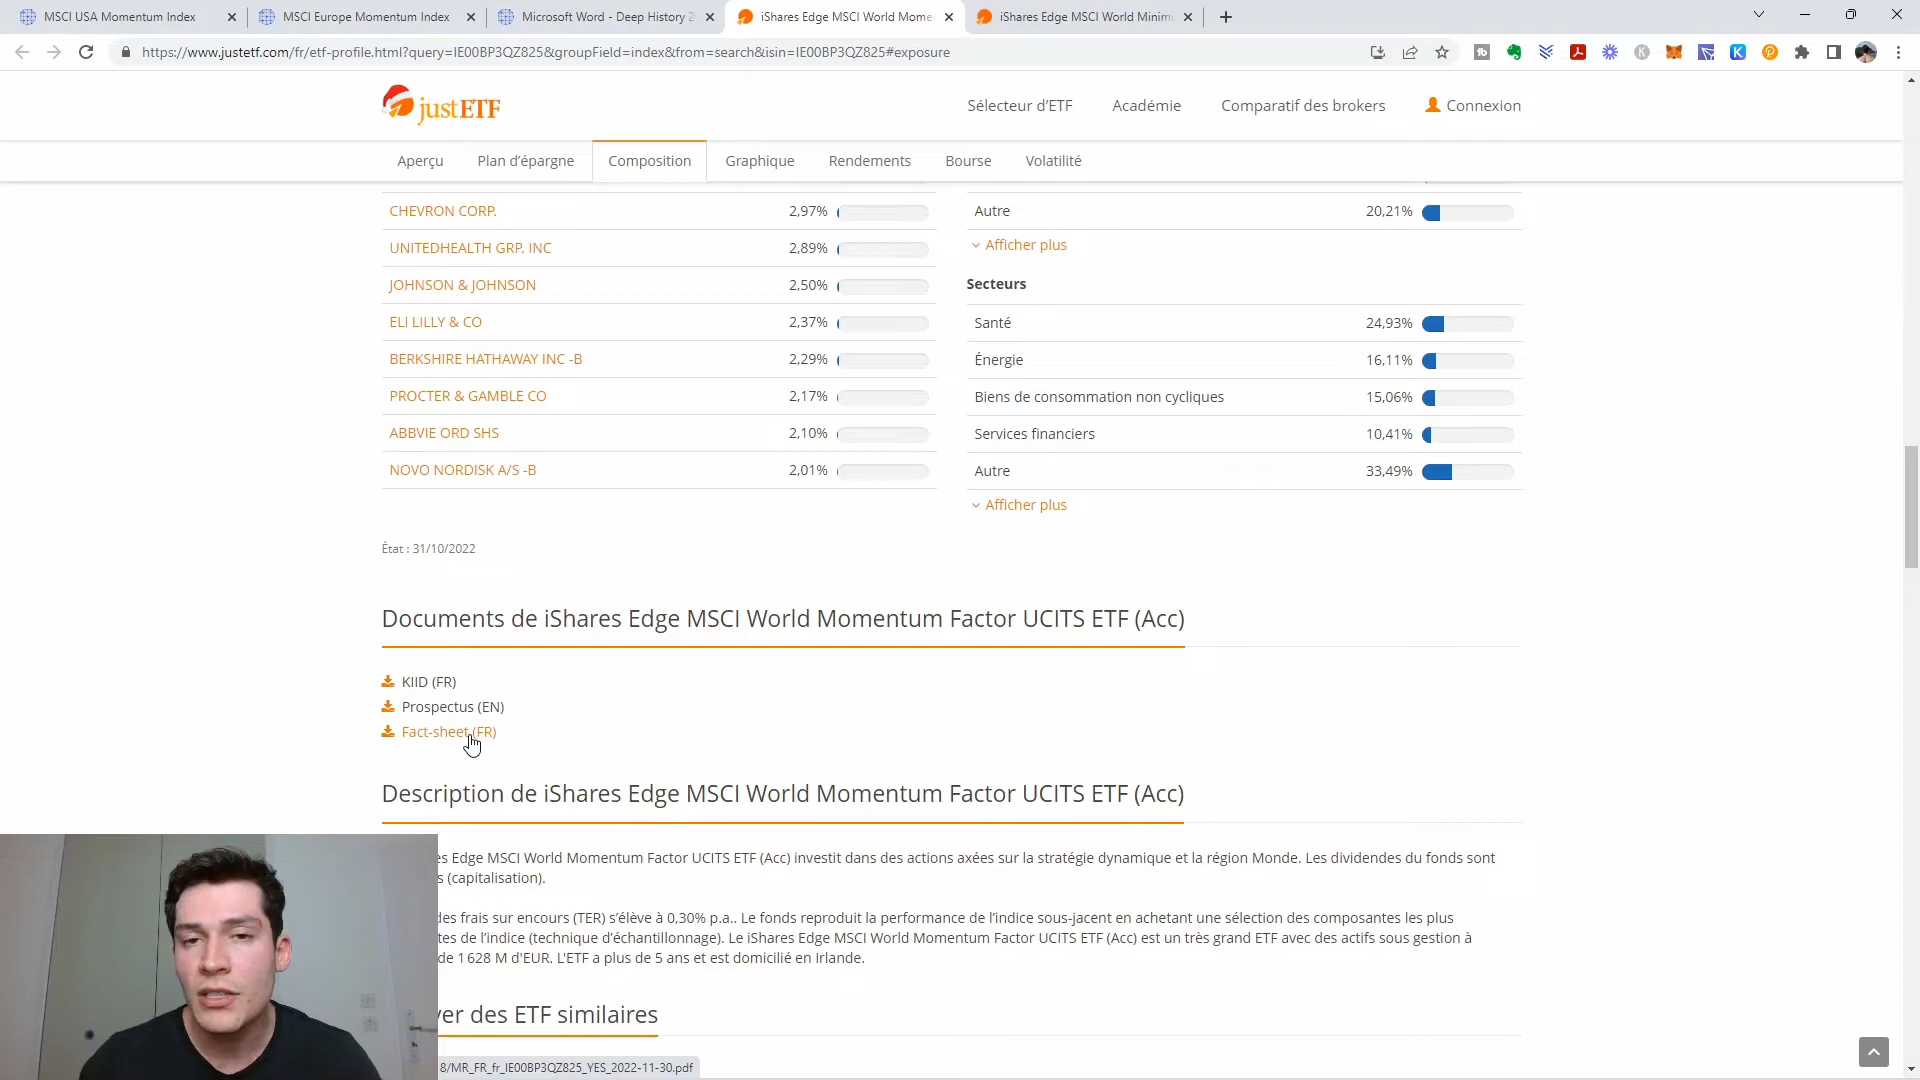 MSCI USA Momentum Index
MSCI Europe Momentum Index
Microsoft Word - Deep History 2
iShares Edge MSCI World Mome
iShares Edge MSCI World Minim
https://www.justetf.com/fr/etf-profile.html?query=IE00BP3QZ825&groupField=index&from=search&isin=IE00BP3QZ825#exposure
justETF
Sélecteur d’ETF
Académie
Comparatif des brokers
Connexion
Aperçu
Plan d’épargne
Composition
Graphique
Rendements
Bourse
Volatilité
CHEVRON CORP. 2,97%
UNITEDHEALTH GRP. INC 2,89%
JOHNSON & JOHNSON 2,50%
ELI LILLY & CO 2,37%
BERKSHIRE HATHAWAY INC -B 2,29%
PROCTER & GAMBLE CO 2,17%
ABBVIE ORD SHS 2,10%
NOVO NORDISK A/S -B 2,01%
Autre 20,21%
Afficher plus
Secteurs
Santé 24,93%
Énergie 16,11%
Biens de consommation non cycliques 15,06%
Services financiers 10,41%
Autre 33,49%
Afficher plus
État : 31/10/2022
Documents de iShares Edge MSCI World Momentum Factor UCITS ETF (Acc)
KIID (FR)
Prospectus (EN)
Fact-sheet (FR)
Description de iShares Edge MSCI World Momentum Factor UCITS ETF (Acc)
es Edge MSCI World Momentum Factor UCITS ETF (Acc) investit dans des actions axées sur la stratégie dynamique et la région Monde. Les dividendes du fonds sont
s (capitalisation).
des frais sur encours (TER) s’élève à 0,30% p.a.. Le fonds reproduit la performance de l’indice sous-jacent en achetant une sélection des composantes les plus
tes de l’indice (technique d’échantillonnage). Le iShares Edge MSCI World Momentum Factor UCITS ETF (Acc) est un très grand ETF avec des actifs sous gestion à
de 1 628 M d'EUR. L'ETF a plus de 5 ans et est domicilié en Irlande.
ver des ETF similaires
8/MR_FR_fr_IE00BP3QZ825_YES_2022-11-30.pdf